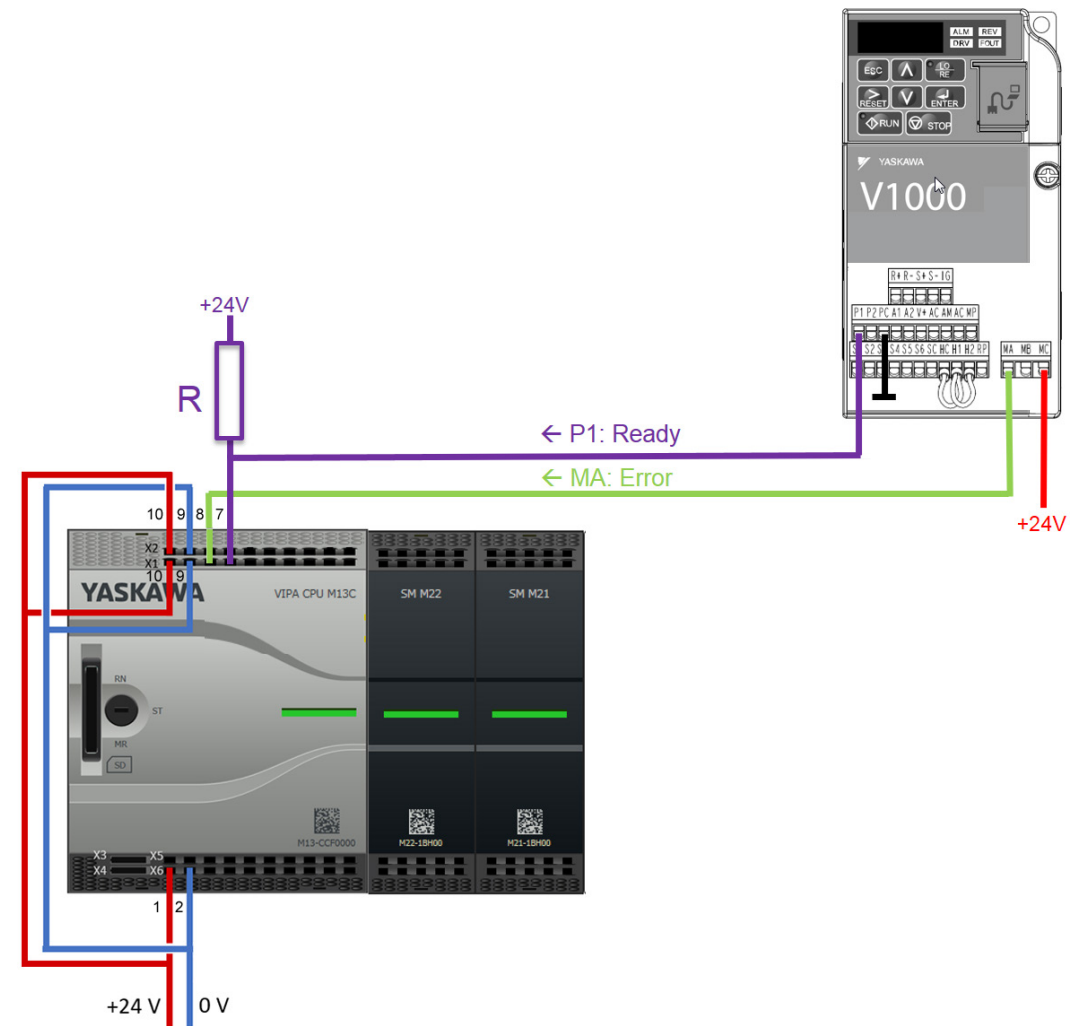 ALM REV
DRV FOUT
ESC LO
RE
RESET ENTER
RUN STOP
YASKAWA
V1000
R+ R- S+ S- IG
P1 P2 PC A1 A2 V+ AC AM AC MP
S2 S4 S5 S6 SC HC H1 H2 RP
MA MB MC
+24V
R
← P1: Ready
← MA: Error
+24V
10 9 8 7
X2
X1
10 9
YASKAWA VIPA CPU M13C SM M22 SM M21
RN
ST
MR
SD
M13-CCF0000 M22-1BH00 M21-1BH00
X3 X5
X4 X6
1 2
+24 V 0 V